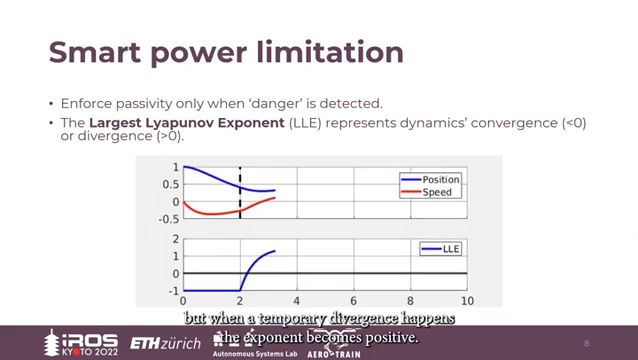 Smart power limitation
• Enforce passivity only when ‘danger’ is detected.
• The Largest Lyapunov Exponent (LLE) represents dynamics’ convergence (<0)
or divergence (>0).
1
0.5
0
-0.5
Position
Speed
2
1
0
-1
LLE
0 2 4 6 8 10
but when a temporary divergence happens
the exponent becomes positive.
iROS
KYOTO 2022
ETH zürich
Autonomous Systems Lab
AERO-TRAIN
8